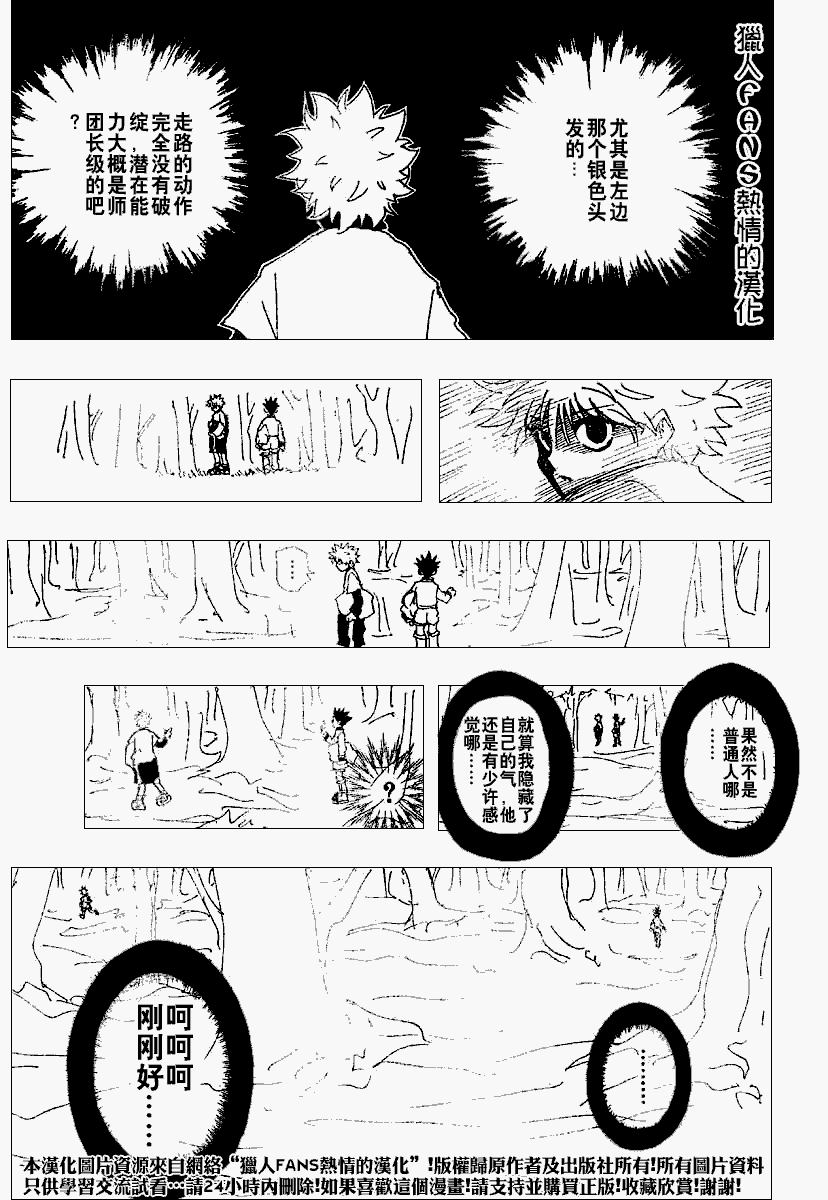 獵人FANS熱情的漢化
尤其是左边
那个银色头
发的…
走路的动作
完全没有破
绽,潜在能
力大概是师
团长级的吧
?
…
果然不是
普通人哪
……
就算我隐藏了
自己的气,他
还是有少许感
觉哪……
?
………
呵呵呵
刚刚好……
本漢化圖片資源來自網絡“獵人FANS熱情的漢化”!版權歸原作者及出版社所有!所有圖片資料
只供學習交流試看…請24小時內刪除!如果喜歡這個漫畫!請支持並購買正版!收藏欣賞!謝謝!